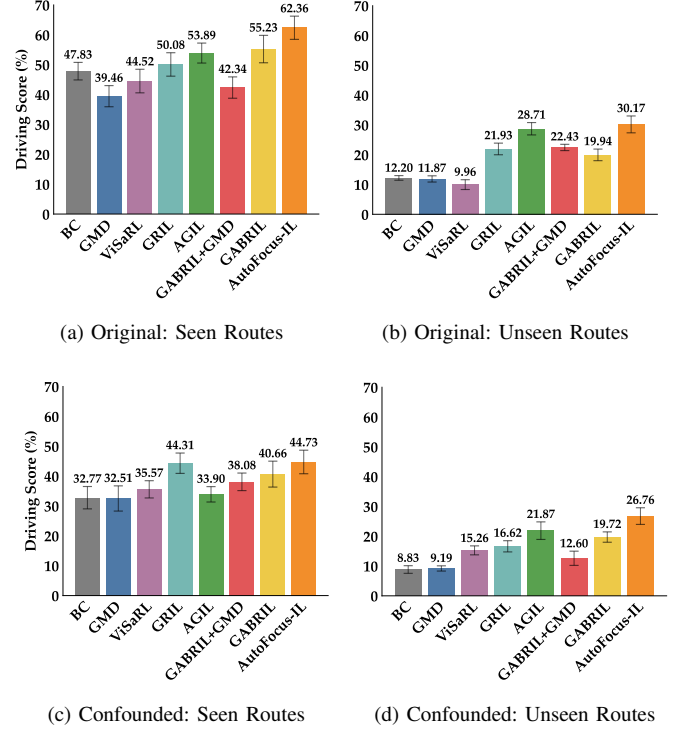 70
60
50
40
30
20
10
0
Driving Score (%)
47.83
39.46
44.52
50.08
53.89
42.34
55.23
62.36
BC
GMD
ViSaRL
GRIL
AGIL
GABRIL+GMD
GABRIL
AutoFocus-IL
(a) Original: Seen Routes
70
60
50
40
30
20
10
0
12.20
11.87
9.96
21.93
28.71
22.43
19.94
30.17
BC
GMD
ViSaRL
GRIL
AGIL
GABRIL+GMD
GABRIL
AutoFocus-IL
(b) Original: Unseen Routes
70
60
50
40
30
20
10
0
Driving Score (%)
32.77
32.51
35.57
44.31
33.90
38.08
40.66
44.73
BC
GMD
ViSaRL
GRIL
AGIL
GABRIL+GMD
GABRIL
AutoFocus-IL
(c) Confounded: Seen Routes
70
60
50
40
30
20
10
0
8.83
9.19
15.26
16.62
21.87
12.60
19.72
26.76
BC
GMD
ViSaRL
GRIL
AGIL
GABRIL+GMD
GABRIL
AutoFocus-IL
(d) Confounded: Unseen Routes